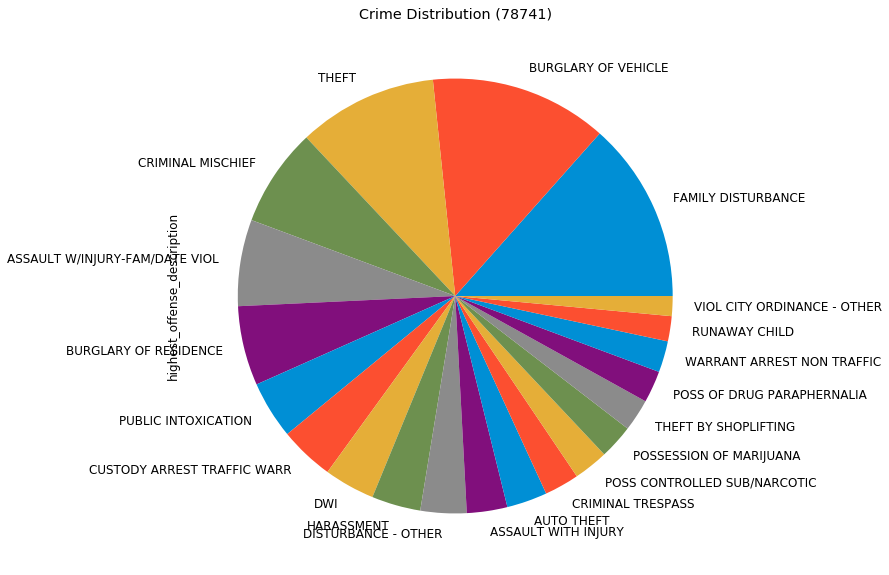 Crime Distribution (78741)
BURGLARY OF VEHICLE
THEFT
CRIMINAL MISCHIEF
FAMILY DISTURBANCE
highest_offense_description
ASSAULT W/INJURY-FAM/DATE VIOL
VIOL CITY ORDINANCE - OTHER
RUNAWAY CHILD
BURGLARY OF RESIDENCE
WARRANT ARREST NON TRAFFIC
POSS OF DRUG PARAPHERNALIA
PUBLIC INTOXICATION
THEFT BY SHOPLIFTING
POSSESSION OF MARIJUANA
CUSTODY ARREST TRAFFIC WARR
POSS CONTROLLED SUB/NARCOTIC
DWI
CRIMINAL TRESPASS
AUTO THEFT
HARASSMENT
ASSAULT WITH INJURY
DISTURBANCE - OTHER